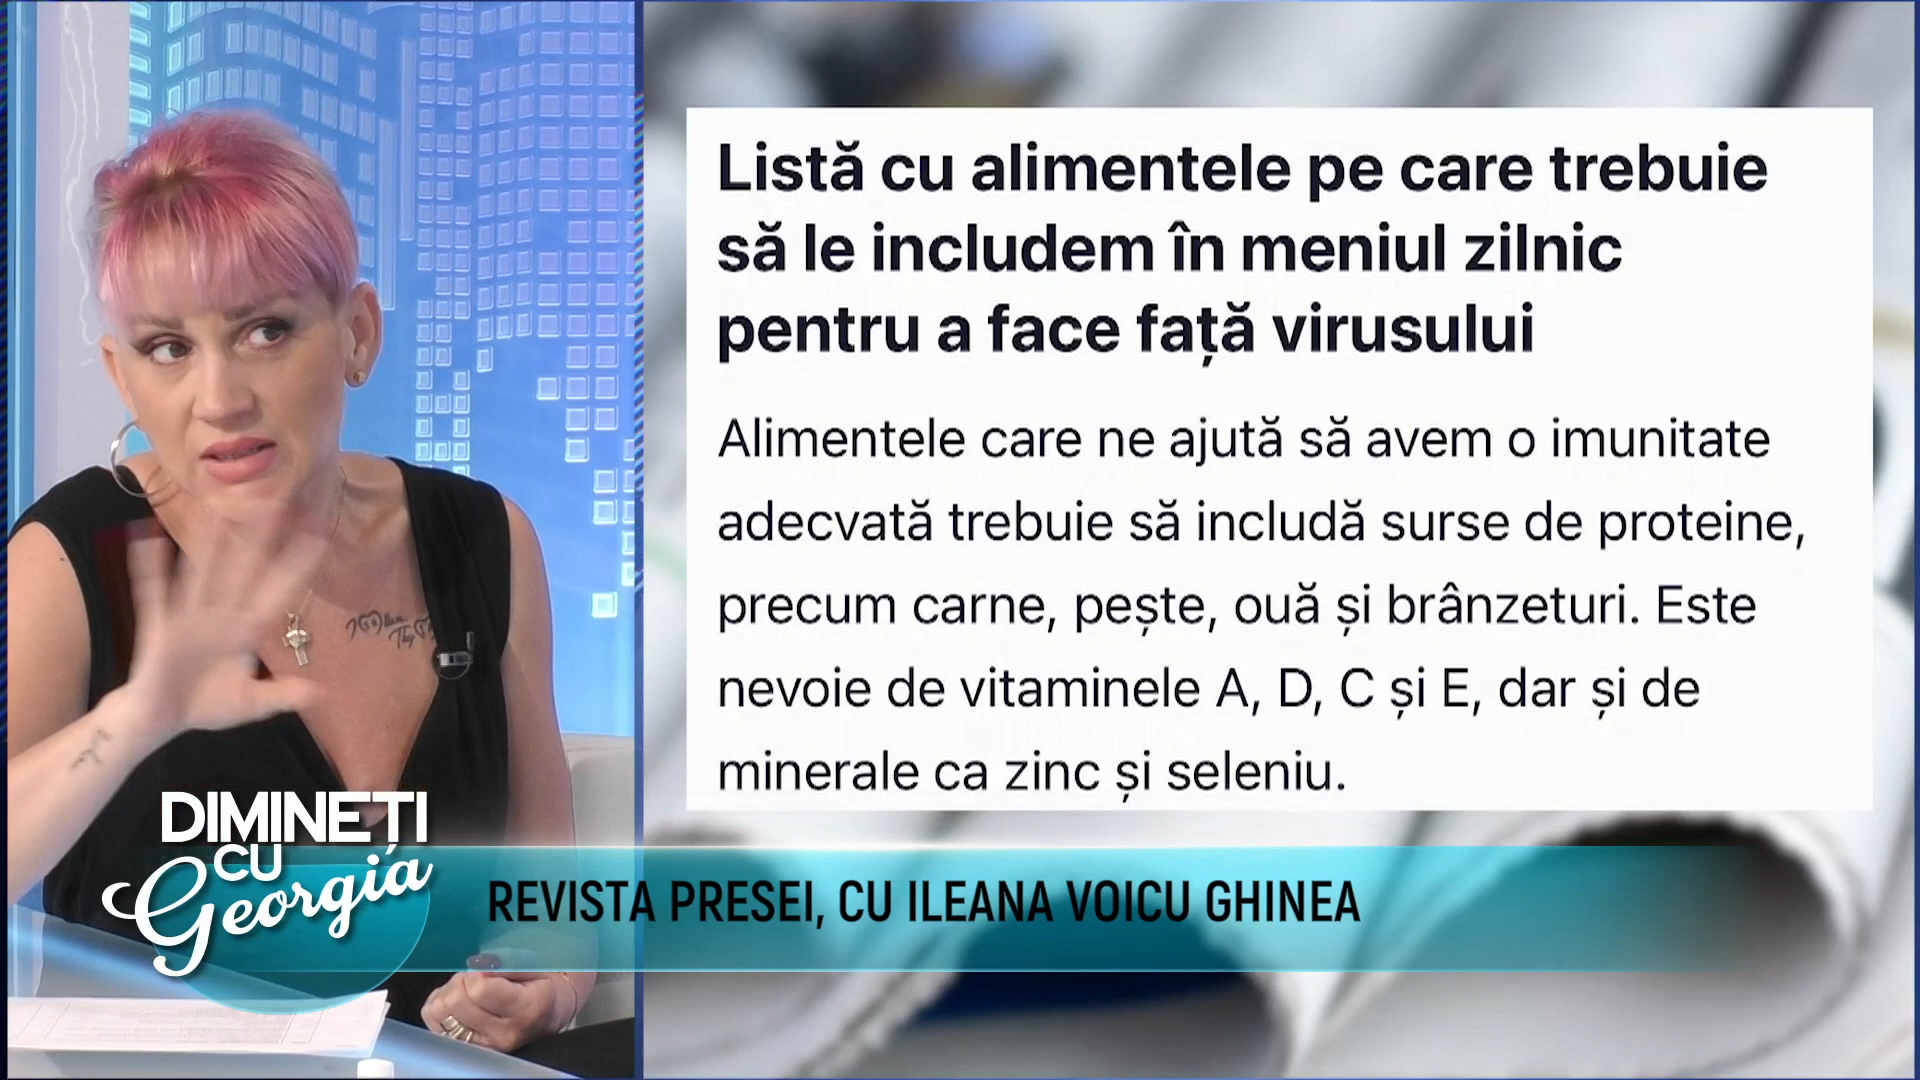 Listă cu alimentele pe care trebuie
să le includem în meniul zilnic
pentru a face față virusului
Alimentele care ne ajută să avem o imunitate
adecvată trebuie să includă surse de proteine,
precum carne, pește, ouă și brânzeturi. Este
nevoie de vitaminele A, D, C și E, dar și de
minerale ca zinc și seleniu.
DIMINEȚI
CU
Georgia
REVISTA PRESEI, CU ILEANA VOICU GHINEA